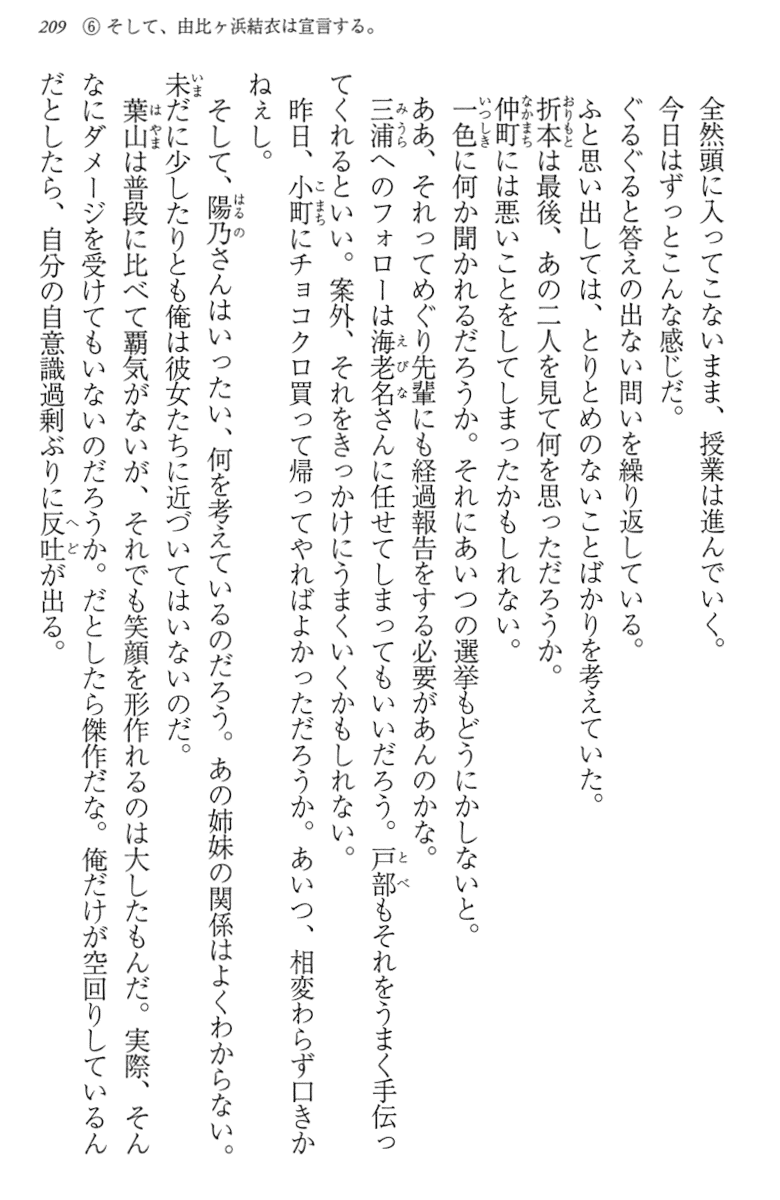 209 ⑥そして、由比ヶ浜結衣は宣言する。
全然頭に入ってこないまま、授業は進んでいく。
今日はずっとこんな感じだ。
ぐるぐると答えの出ない問いを繰り返している。
ふと思い出しては、とりとめのないことばかりを考えていた。
折本は最後、あの二人を見て何を思っただろうか。
仲町には悪いことをしてしまったかもしれない。
一色に何か聞かれるだろうか。それにあいつの選挙もどうにかしないと。
ああ、それってめぐり先輩にも経過報告をする必要があんのかな。
三浦へのフォローは海老名さんに任せてしまってもいいだろう。戸部もそれをうまく手伝っ
てくれるといい。案外、それをきっかけにうまくいくかもしれない。
昨日、小町にチョコクロ買って帰ってやればよかっただろうか。あいつ、相変わらず口きか
ねぇし。
そして、陽乃さんはいったい、何を考えているのだろう。あの姉妹の関係はよくわからない。
未だに少したりとも俺は彼女たちに近づいてはいないのだ。
葉山は普段に比べて覇気がないが、それでも笑顔を形作れるのは大したもんだ。実際、そん
なにダメージを受けてもいないのだろうか。だとしたら傑作だな。俺だけが空回りしているん
だとしたら、自分の自意識過剰ぶりに反吐が出る。